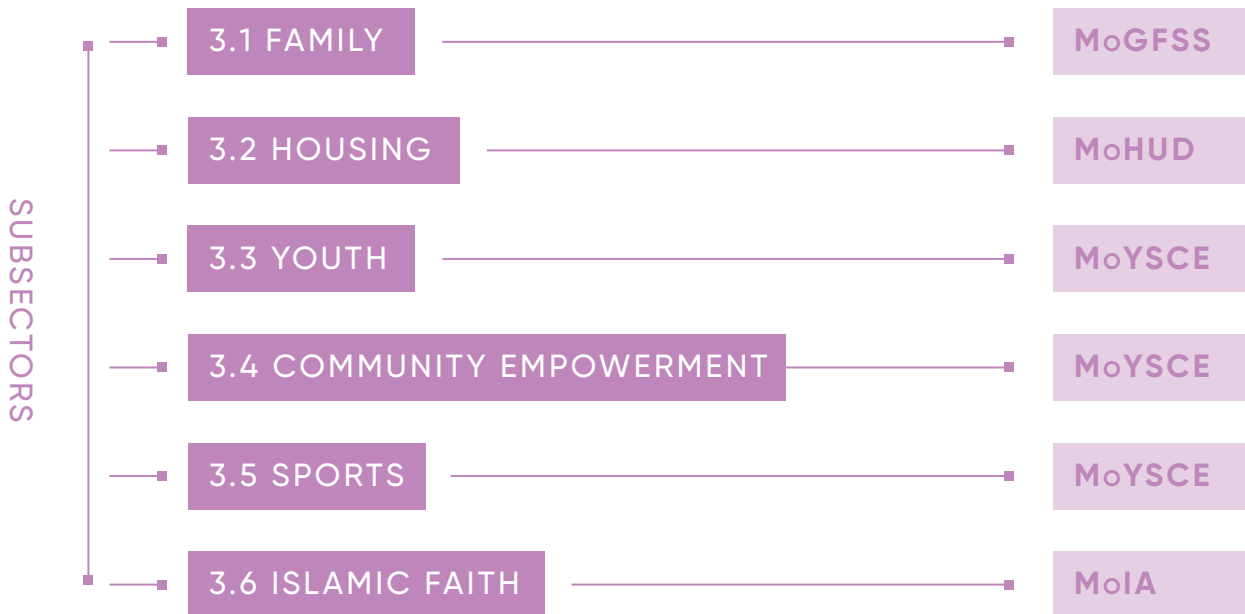 SUBSECTORS
3.1 FAMILY MoGFSS
3.2 HOUSING MoHUD
3.3 YOUTH MoYSCE
3.4 COMMUNITY EMPOWERMENT MoYSCE
3.5 SPORTS MoYSCE
3.6 ISLAMIC FAITH MoIA